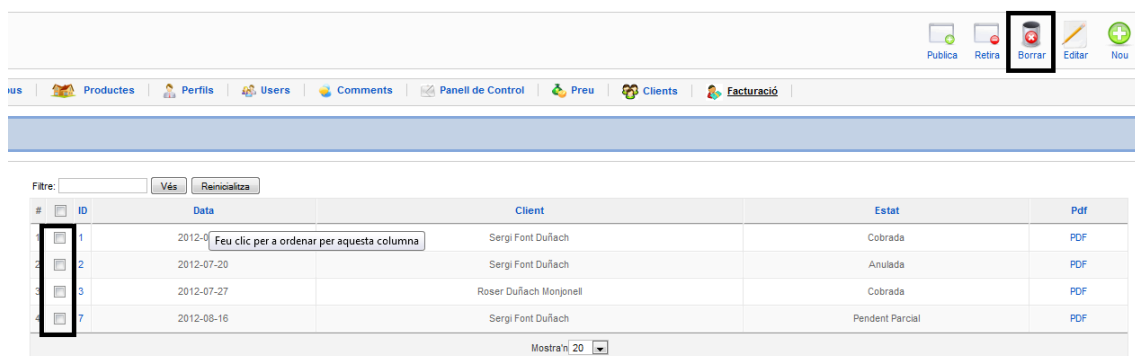 Publica Retira Borrar Editar Nou
ous Productes Perfils Users Comments Panell de Control Preu Clients Facturació
Filtre: Vés Reinicialitza
# ID Data Client Estat Pdf
1 1 2012-0 Sergi Font Duñach Cobrada PDF
Feu clic per a ordenar per aquesta columna
2 2 2012-07-20 Sergi Font Duñach Anulada PDF
3 3 2012-07-27 Roser Duñach Monjonell Cobrada PDF
4 7 2012-08-16 Sergi Font Duñach Pendent Parcial PDF
Mostra'n 20